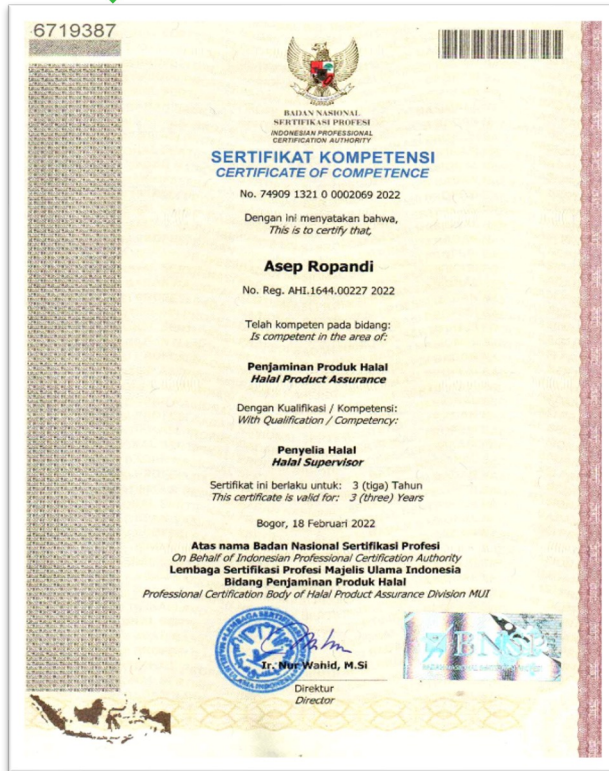 6719387
BADAN NASIONAL
SERTIFIKASI PROFESI
INDONESIAN PROFESSIONAL
CERTIFICATION AUTHORITY
SERTIFIKAT KOMPETENSI
CERTIFICATE OF COMPETENCE
No. 74909 1321 0 0002069 2022
Dengan ini menyatakan bahwa,
This is to certify that,
Asep Ropandi
No. Reg. AHI.1644.00227 2022
Telah kompeten pada bidang:
Is competent in the area of:
Penjaminan Produk Halal
Halal Product Assurance
Dengan Kualifikasi / Kompetensi:
With Qualification / Competency:
Penyelia Halal
Halal Supervisor
Sertifikat ini berlaku untuk: 3 (tiga) Tahun
This certificate is valid for: 3 (three) Years
Bogor, 18 Februari 2022
Atas nama Badan Nasional Sertifikasi Profesi
On Behalf of Indonesian Professional Certification Authority
Lembaga Sertifikasi Profesi Majelis Ulama Indonesia
Bidang Penjaminan Produk Halal
Professional Certification Body of Halal Product Assurance Division MUI
BNSP
Ir. Nur Wahid, M.Si
Direktur
Director